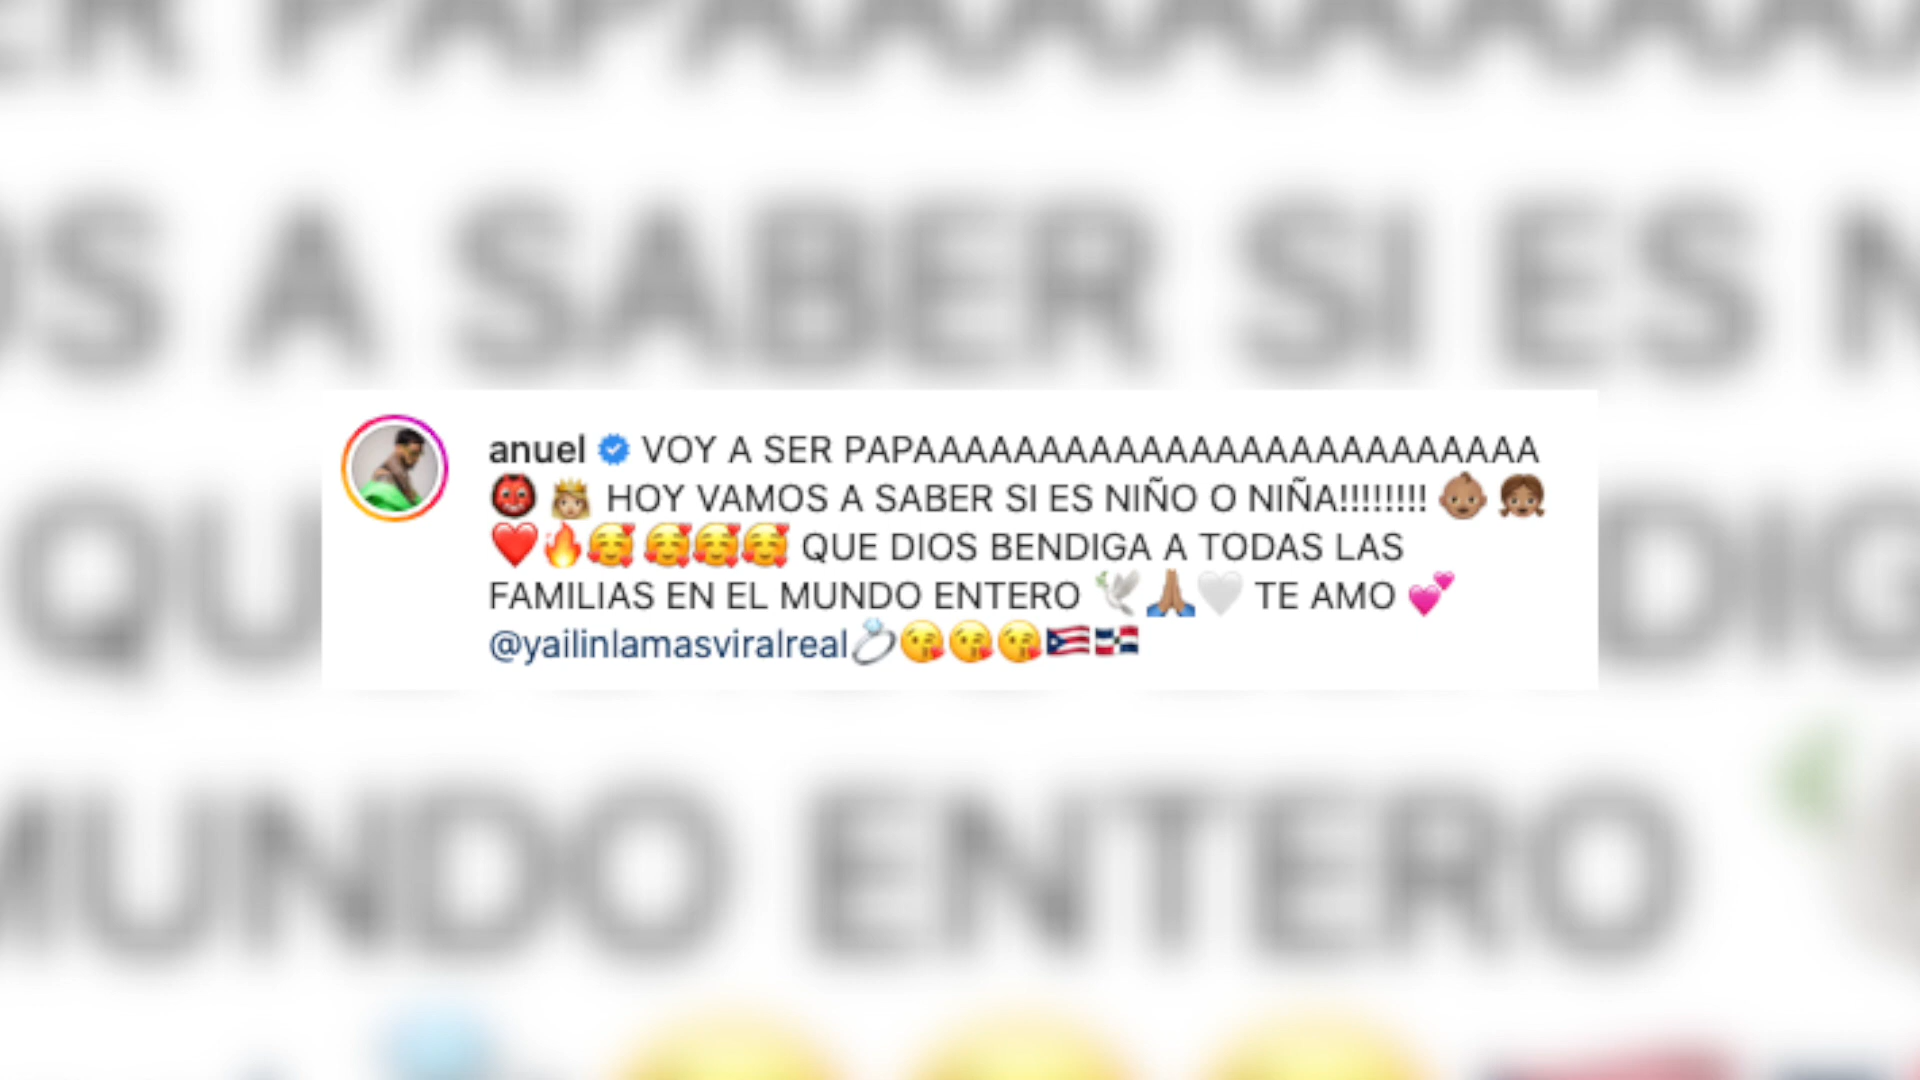 anuel VOY A SER PAPAAAAAAAAAAAAAAAAAAAAAAAAAA
👹 👸🏼 HOY VAMOS A SABER SI ES NIÑO O NIÑA!!!!!!!! 👶🏽 👧🏽
❤️🔥🥰 🥰🥰🥰 QUE DIOS BENDIGA A TODAS LAS
FAMILIAS EN EL MUNDO ENTERO 🕊️🙏🏽🤍 TE AMO 💕
@yailinlamasviralreal💍😘😘😘🇵🇷🇩🇴